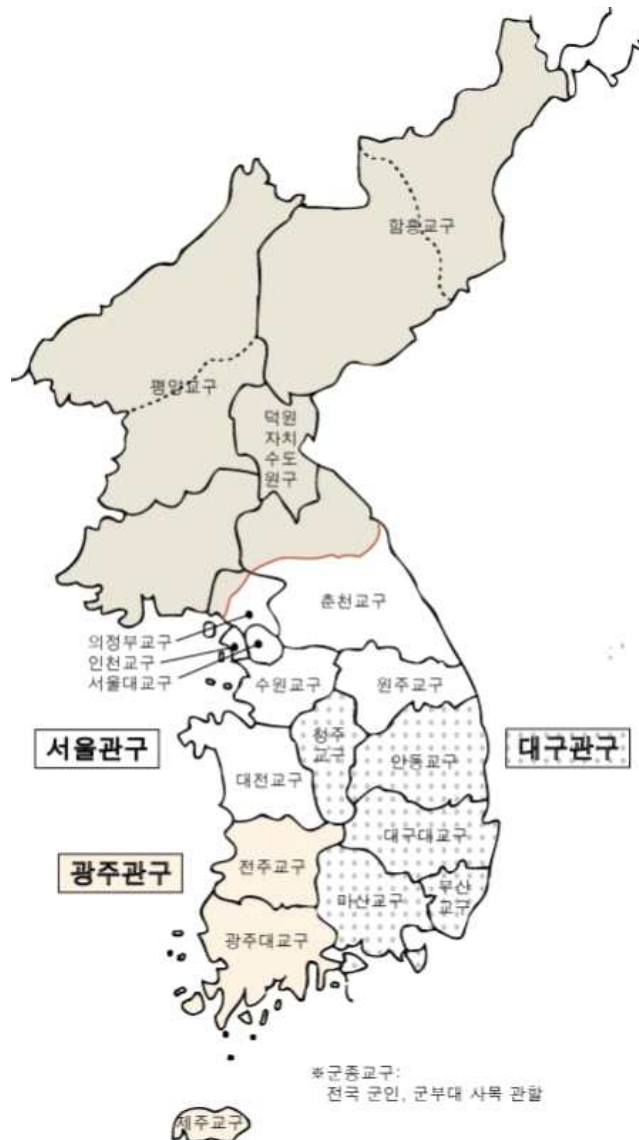 함흥교구
평양교구
덕원
자치
수도
원구
춘천교구
의정부교구
인천교구
서울대교구
수원교구
원주교구
서울관구
청주
교구
안동교구
대구관구
대전교구
대구대교구
광주관구
전주교구
마산교구
부산
교구
광주대교구
※군종교구:
전국 군인, 군부대 사목 관할
제주교구